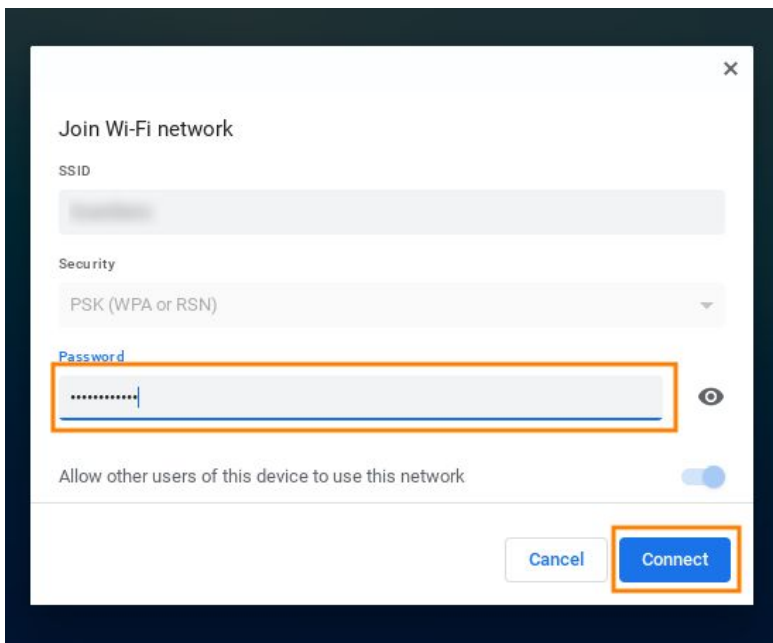 Join Wi-Fi network
SSID
Security
PSK (WPA or RSN)
Password
••••••••••••
Allow other users of this device to use this network
Cancel
Connect